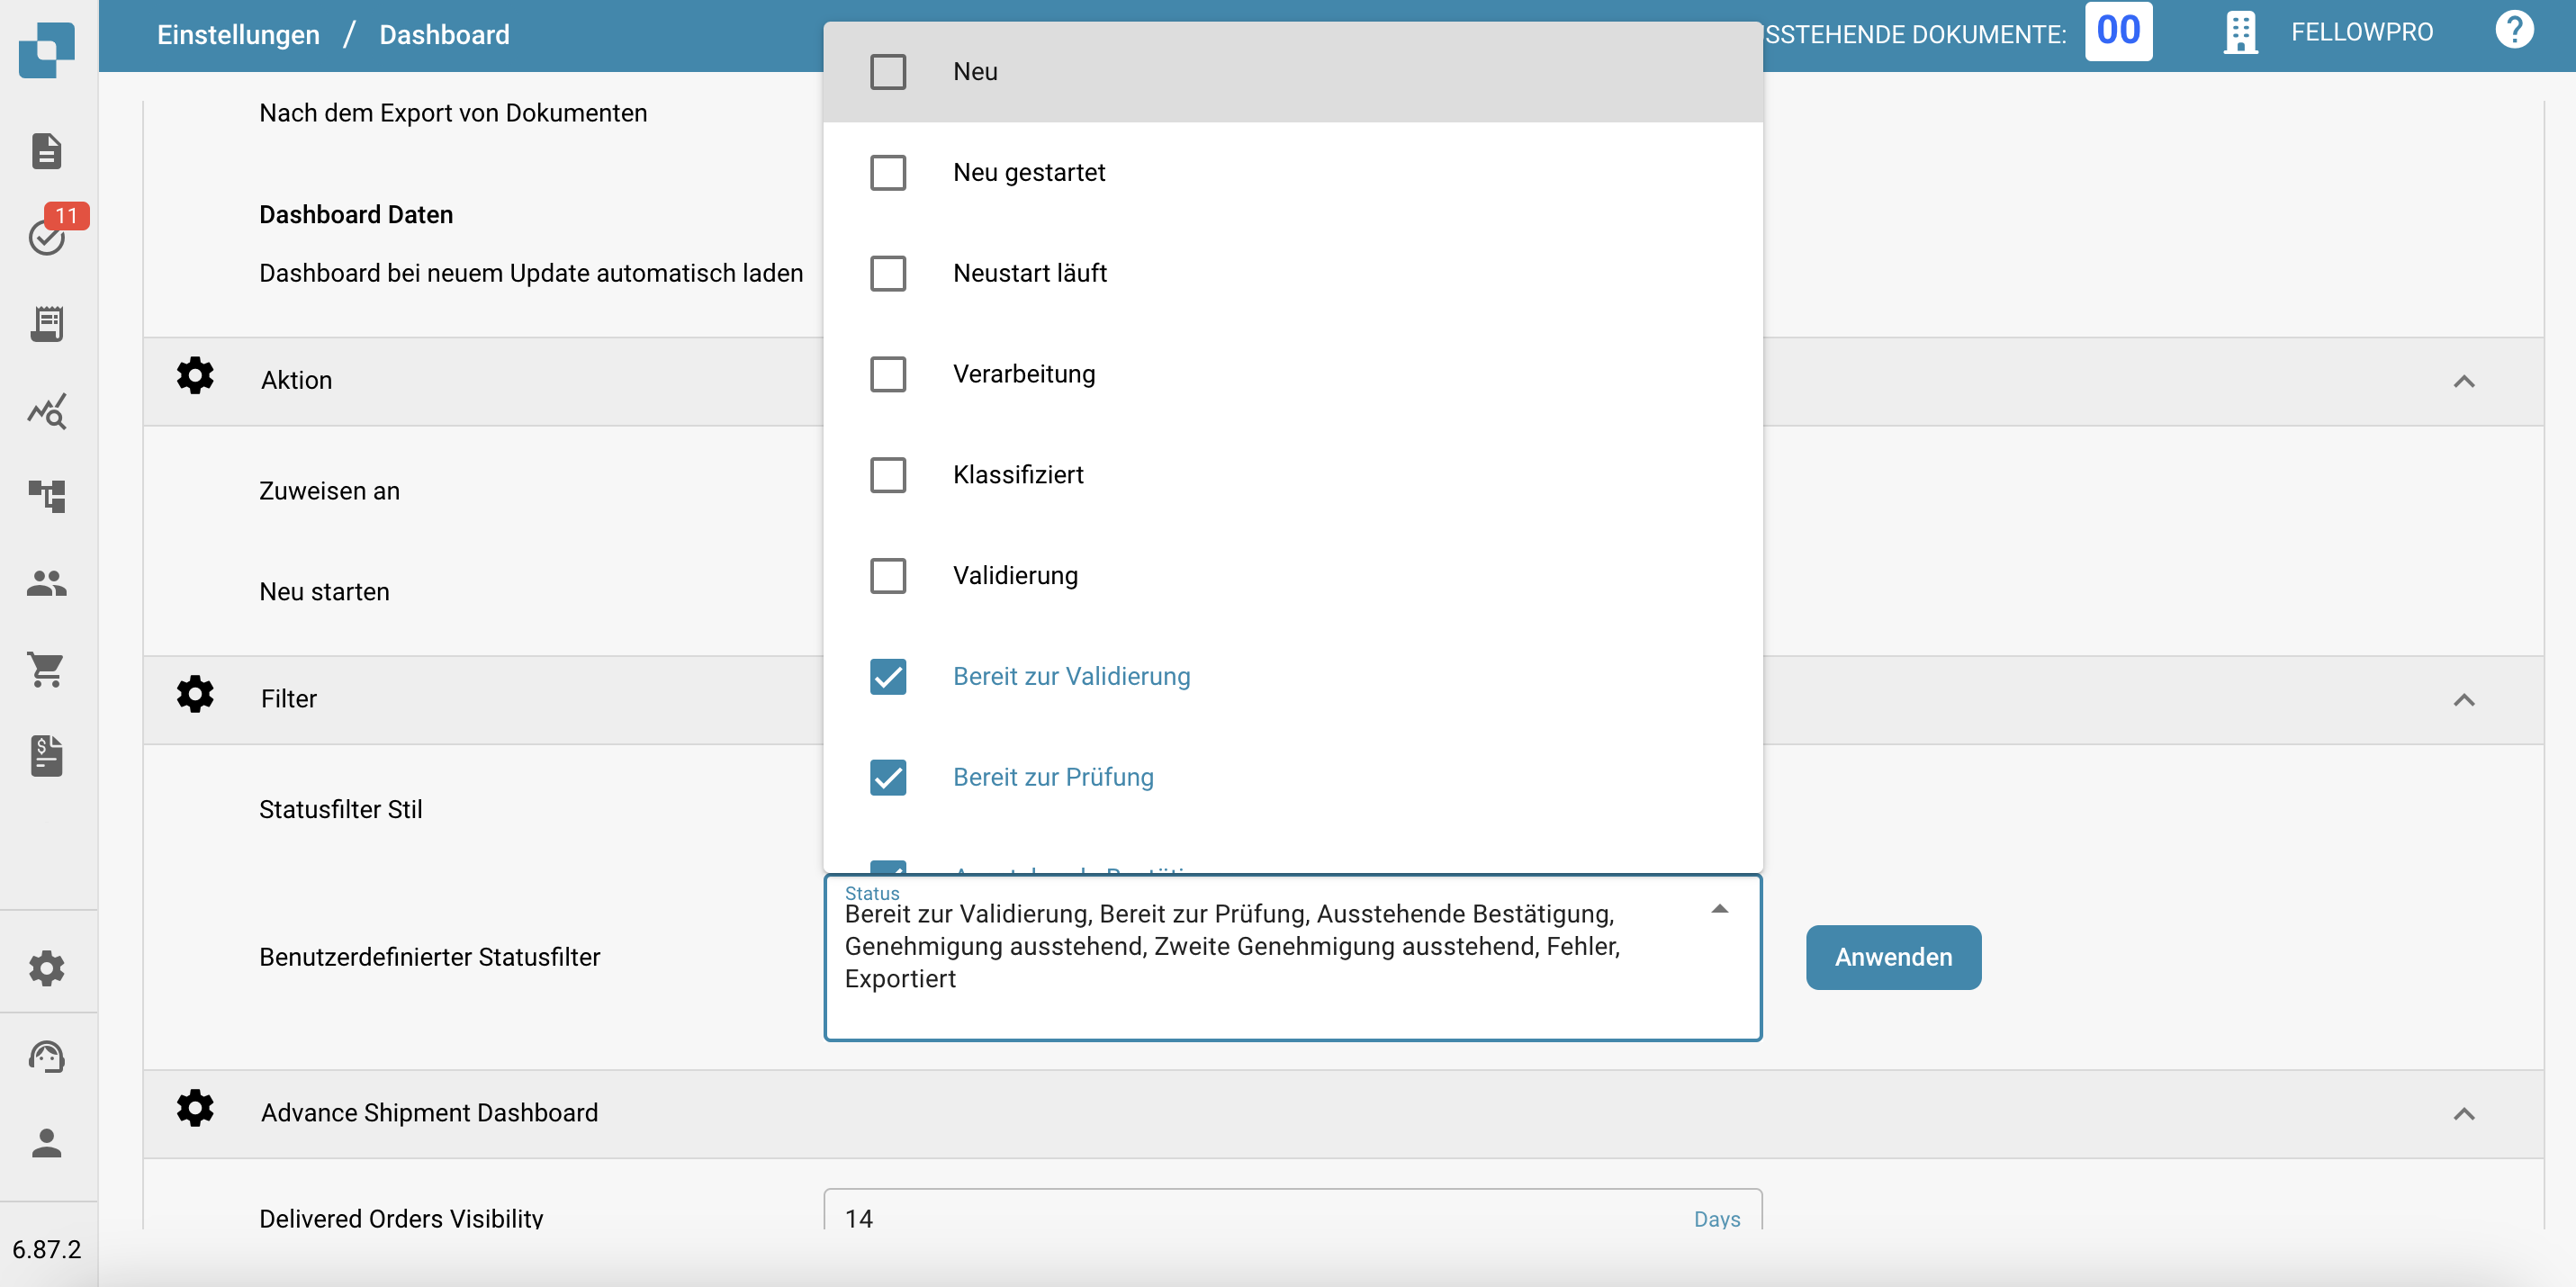 Einstellungen / Dashboard
SSTEHENDE DOKUMENTE: 00
FELLOWPRO
?
11
6.87.2
Nach dem Export von Dokumenten
Dashboard Daten
Dashboard bei neuem Update automatisch laden
Aktion
Zuweisen an
Neu starten
Filter
Statusfilter Stil
Benutzerdefinierter Statusfilter
Neu
Neu gestartet
Neustart läuft
Verarbeitung
Klassifiziert
Validierung
Bereit zur Validierung
Bereit zur Prüfung
Status
Bereit zur Validierung, Bereit zur Prüfung, Ausstehende Bestätigung,
Genehmigung ausstehend, Zweite Genehmigung ausstehend, Fehler,
Exportiert
Anwenden
Advance Shipment Dashboard
Delivered Orders Visibility
14 Days